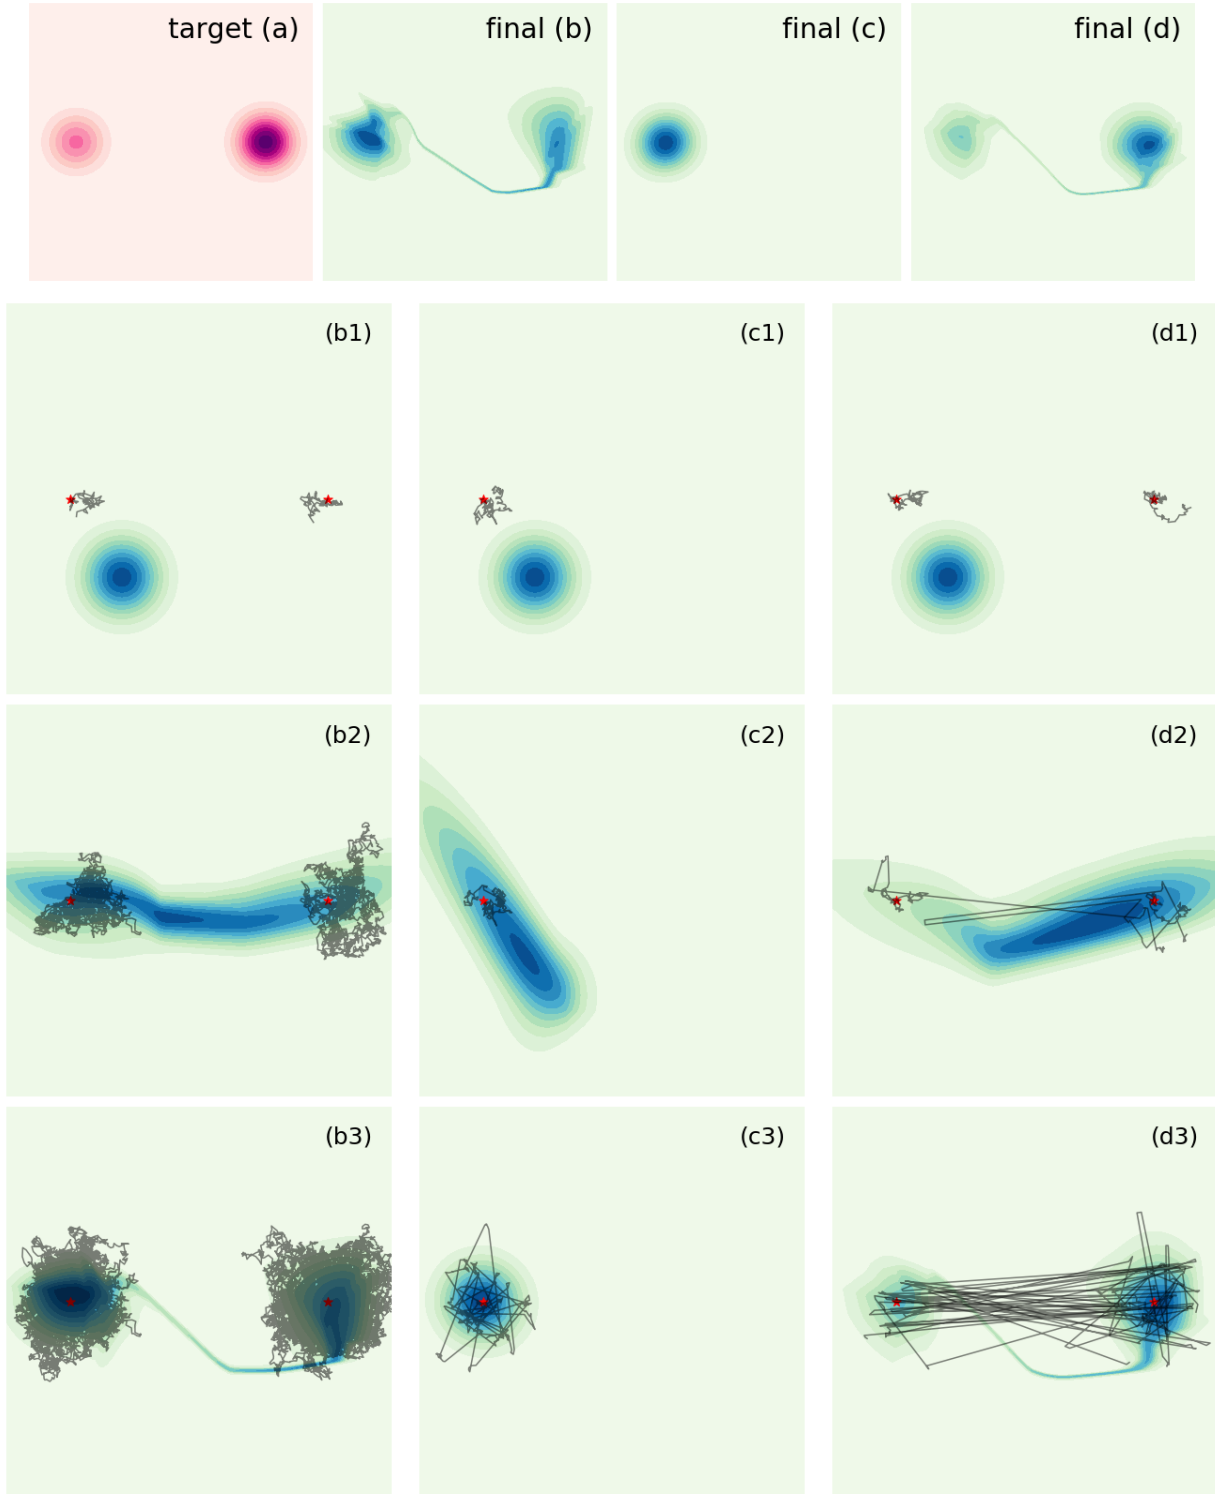 target (a)
final (b)
final (c)
final (d)
(b1)
(c1)
(d1)
(b2)
(c2)
(d2)
(b3)
(c3)
(d3)